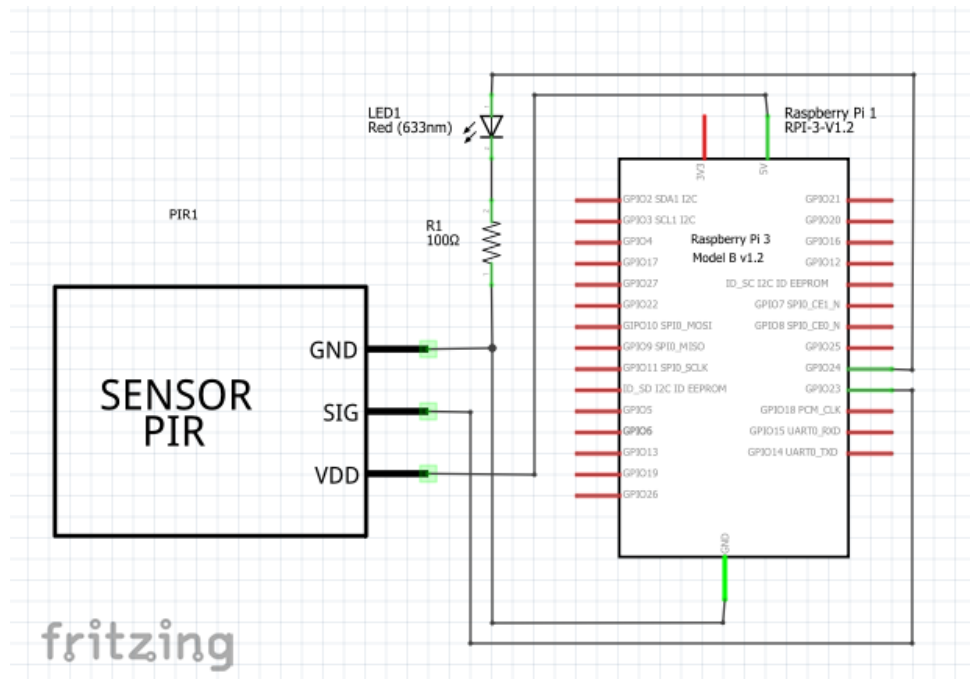 LED1
Red (633nm)
Raspberry Pi 1
RPI-3-V1.2
3V3
5V
PIR1
R1
100Ω
Raspberry Pi 3
Model B v1.2
GPIO2 SDA1 I2C
GPIO3 SCL1 I2C
GPIO4
GPIO17
GPIO27
GPIO22
GIPO10 SPI0_MOSI
GPIO9 SPI0_MISO
GPIO11 SPI0_SCLK
ID_SD I2C ID EEPROM
GPIO5
GPIO6
GPIO13
GPIO19
GPIO26
GPIO21
GPIO20
GPIO16
GPIO12
ID_SC I2C ID EEPROM
GPIO7 SPI0_CE1_N
GPIO8 SPI0_CE0_N
GPIO25
GPIO24
GPIO23
GPIO18 PCM_CLK
GPIO15 UART0_RXD
GPIO14 UART0_TXD
GND
SENSOR
PIR
GND
SIG
VDD
fritzing